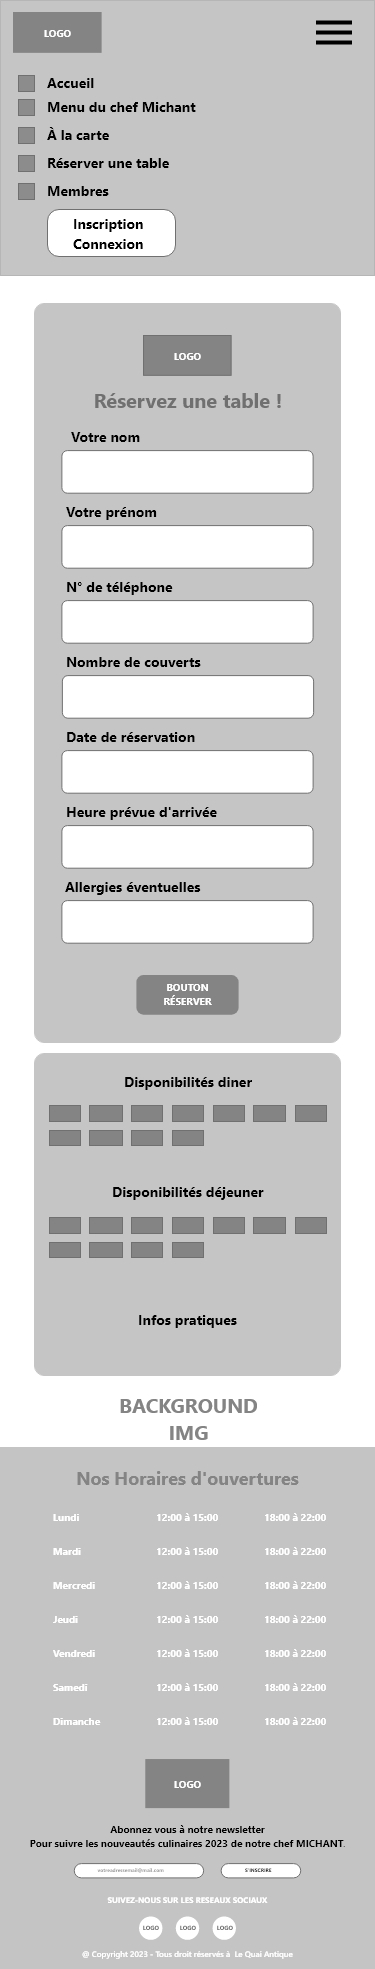 LOGO
Accueil
Menu du chef Michant
À la carte
Réserver une table
Membres
Inscription
Connexion
LOGO
Réservez une table !
Votre nom
Votre prénom
N° de téléphone
Nombre de couverts
Date de réservation
Heure prévue d'arrivée
Allergies éventuelles
BOUTON
RÉSERVER
Disponibilités diner
Disponibilités déjeuner
Infos pratiques
BACKGROUND
IMG
Nos Horaires d'ouvertures
Lundi 12:00 à 15:00 18:00 à 22:00
Mardi 12:00 à 15:00 18:00 à 22:00
Mercredi 12:00 à 15:00 18:00 à 22:00
Jeudi 12:00 à 15:00 18:00 à 22:00
Vendredi 12:00 à 15:00 18:00 à 22:00
Samedi 12:00 à 15:00 18:00 à 22:00
Dimanche 12:00 à 15:00 18:00 à 22:00
LOGO
Abonnez vous à notre newsletter
Pour suivre les nouveautés culinaires 2023 de notre chef MICHANT.
S'INSCRIRE
SUIVEZ-NOUS SUR LES RESEAUX SOCIAUX
LOGO LOGO LOGO
@ Copyright 2023 - Tous droit réservés à Le Quai Antique